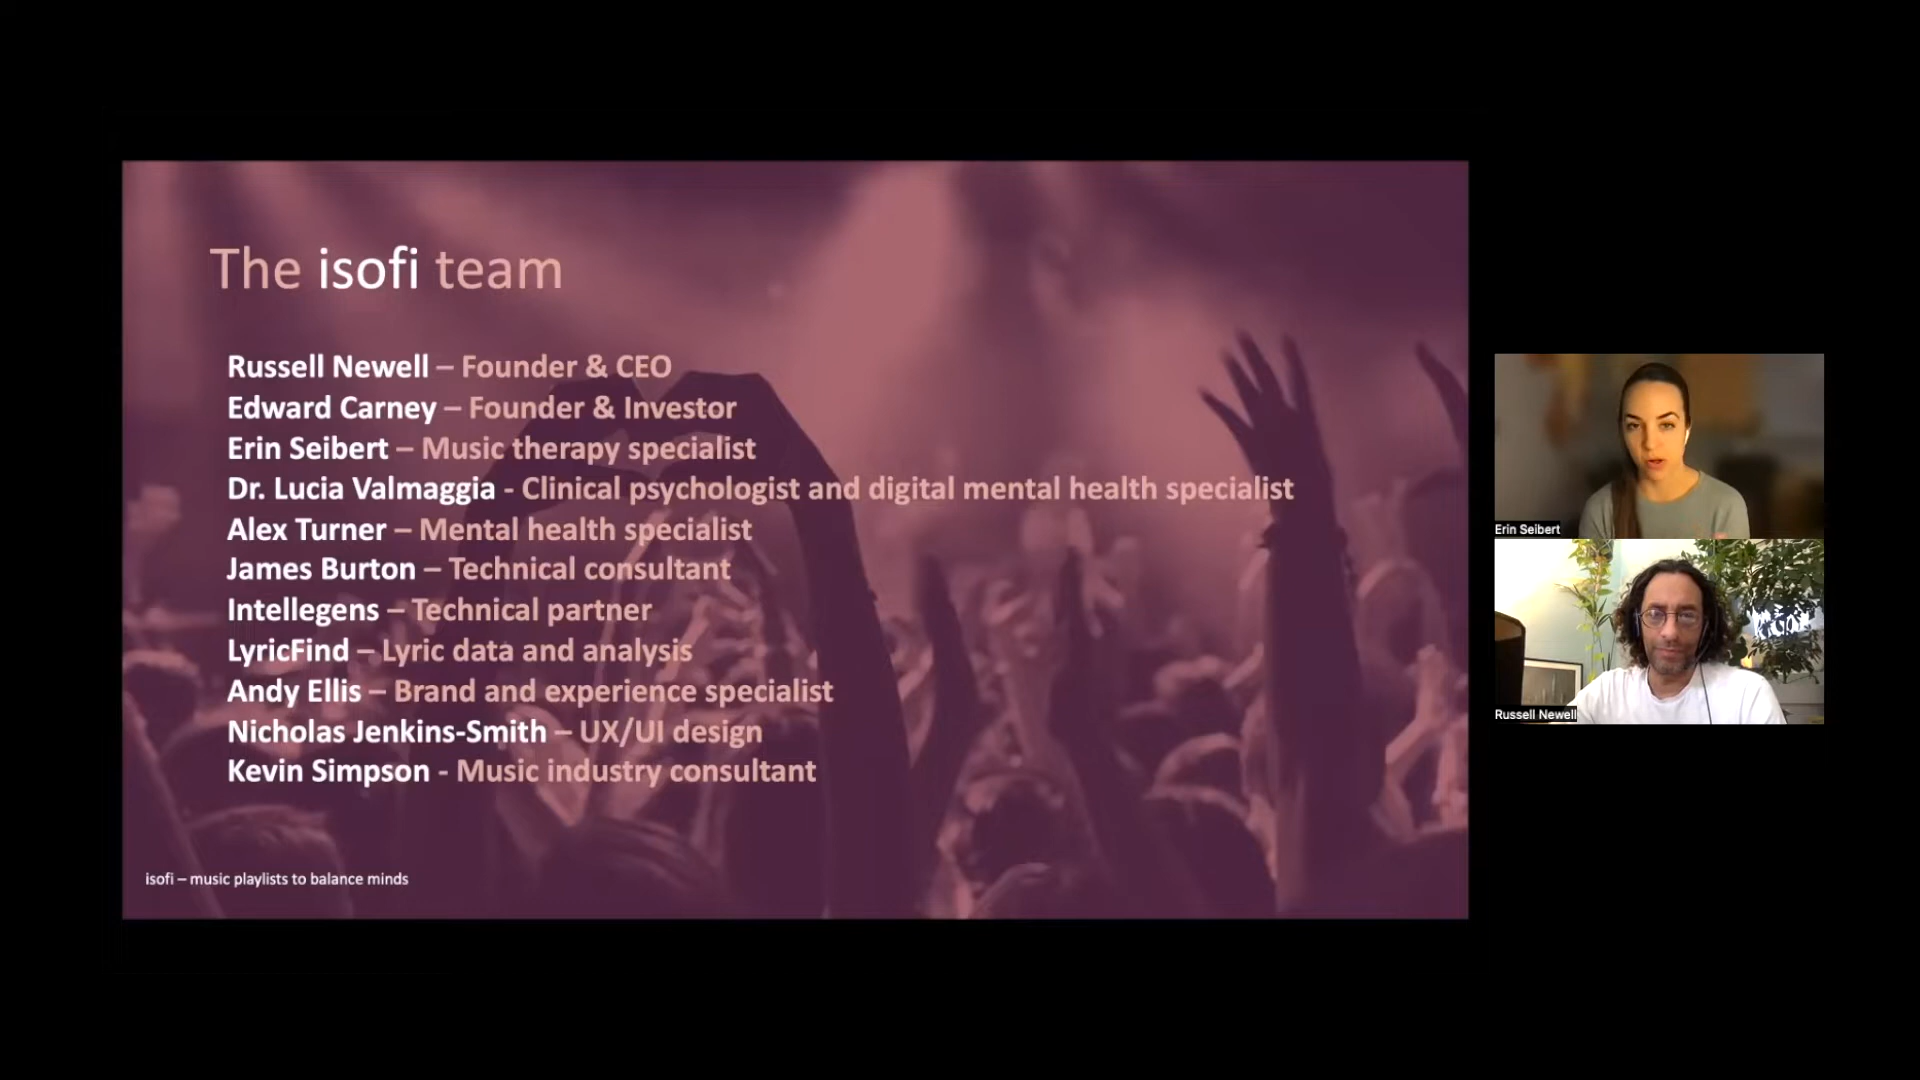 The isofi team
Russell Newell – Founder & CEO
Edward Carney – Founder & Investor
Erin Seibert – Music therapy specialist
Dr. Lucia Valmaggia - Clinical psychologist and digital mental health specialist
Alex Turner – Mental health specialist
James Burton – Technical consultant
Intellegens – Technical partner
LyricFind – Lyric data and analysis
Andy Ellis – Brand and experience specialist
Nicholas Jenkins-Smith – UX/UI design
Kevin Simpson - Music industry consultant
isofi – music playlists to balance minds
Erin Seibert
Russell Newell